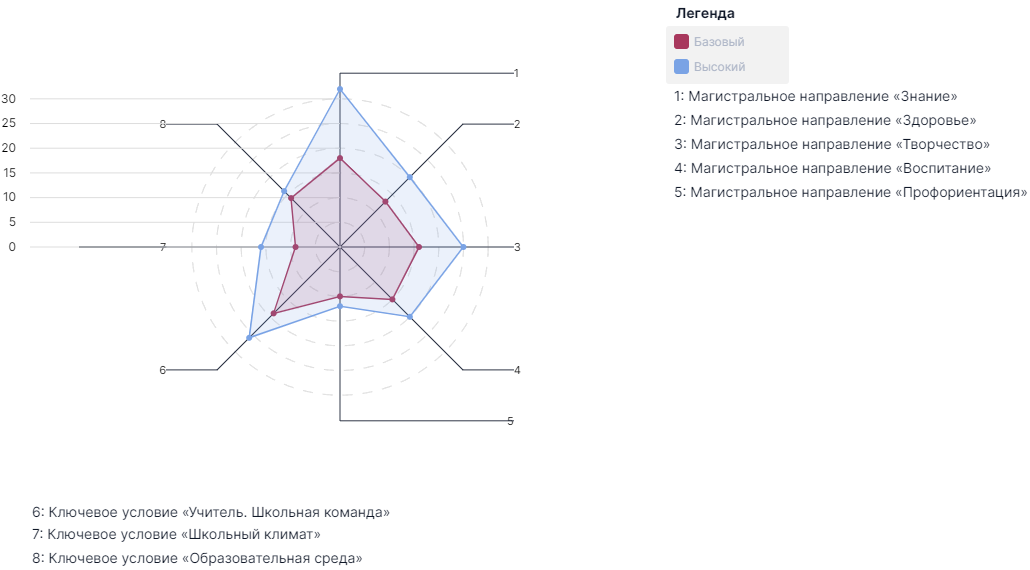 Легенда
Базовый
Высокий
1: Магистральное направление «Знание»
2: Магистральное направление «Здоровье»
3: Магистральное направление «Творчество»
4: Магистральное направление «Воспитание»
5: Магистральное направление «Профориентация»
1
30
25
8
2
20
15
10
5
0
7
3
6
4
5
6: Ключевое условие «Учитель. Школьная команда»
7: Ключевое условие «Школьный климат»
8: Ключевое условие «Образовательная среда»